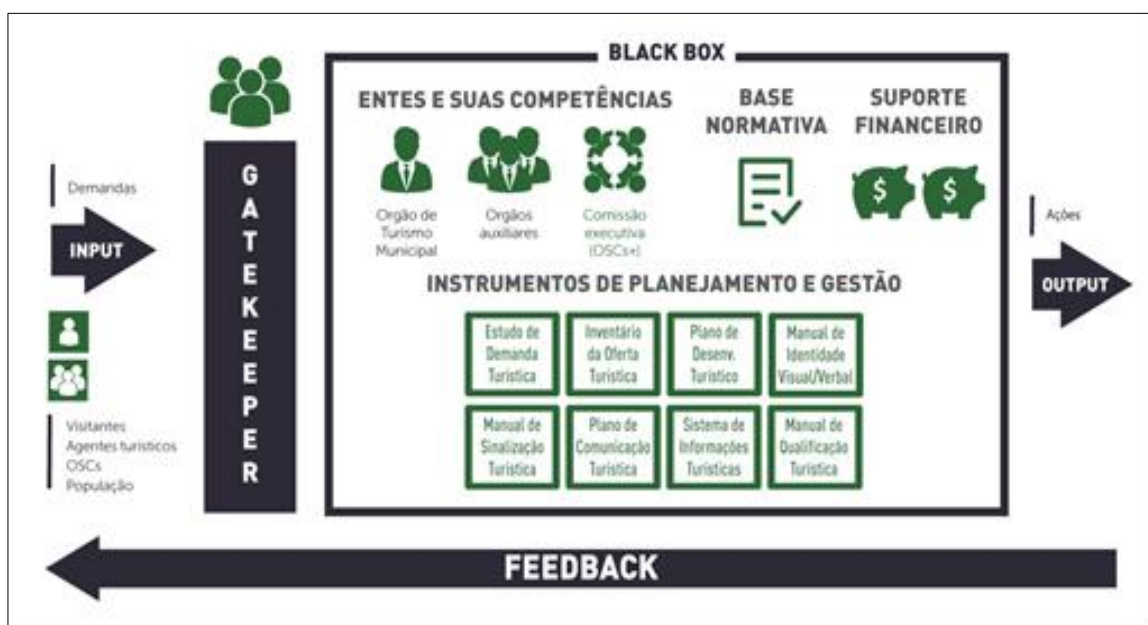 BLACK BOX
ENTES E SUAS COMPETÊNCIAS
BASE
NORMATIVA
SUPORTE
FINANCEIRO
Orgão de
Turismo
Municipal
Orgãos
auxiliares
Comissão
executiva
(OSCs+)
INSTRUMENTOS DE PLANEJAMENTO E GESTÃO
Estudo de
Demanda
Turística
Inventário
da Oferta
Turística
Plano de
Desenv.
Turístico
Manual de
Identidade
Visual/Verbal
Manual de
Sinalização
Turística
Plano de
Comunicação
Turística
Sistema de
Informações
Turísticas
Manual de
Qualificação
Turística
Demandas
INPUT
Visitantes
Agentes turísticos
OSCs
População
GATEKEEPER
Ações
OUTPUT
FEEDBACK